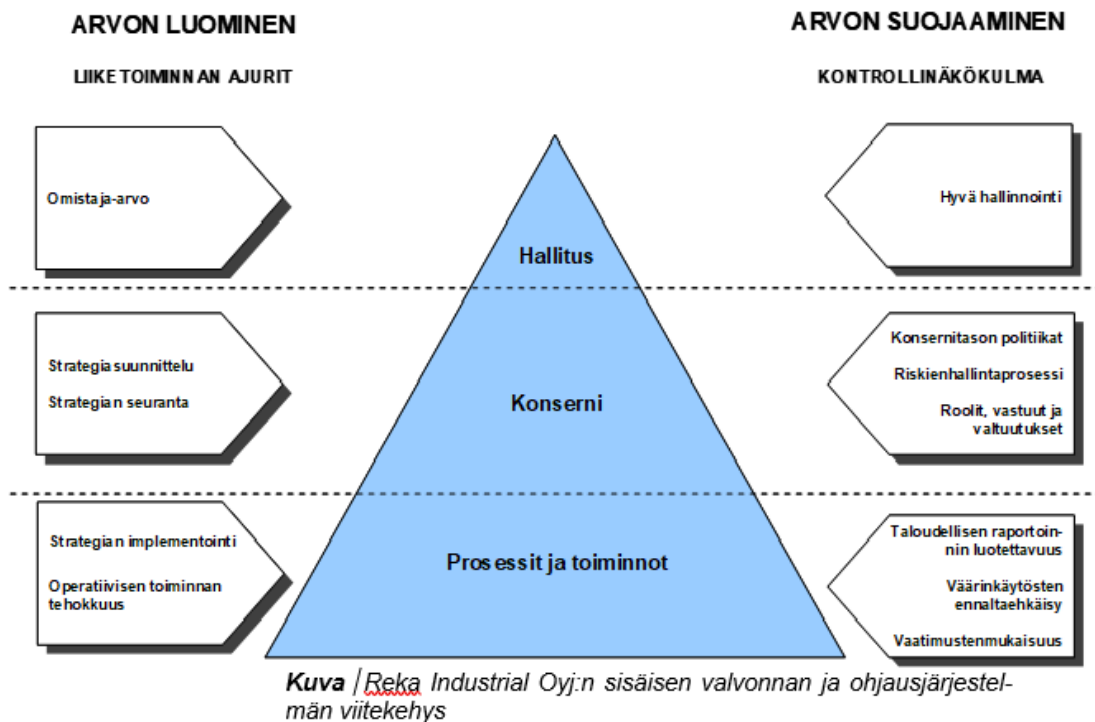 ARVON LUOMINEN
LIIKETOIMINNAN AJURIT
ARVON SUOJAAMINEN
KONTROLLINÄKÖKULMA
Omistaja-arvo
Hallitus
Hyvä hallinnointi
Strategiasuunnittelu
Strategian seuranta
Konserni
Konsernitason politiikat
Riskienhallintaprosessi
Roolit, vastuut ja
valtuutukset
Strategian implementointi
Operatiivisen toiminnan
tehokkuus
Prosessit ja toiminnot
Taloudellisen raportoin-
nin luotettavuus
Väärinkäytösten
ennaltaehkäisy
Vaatimustenmukaisuus
Kuva | Reka Industrial Oyj:n sisäisen valvonnan ja ohjausjärjestel-
män viitekehys